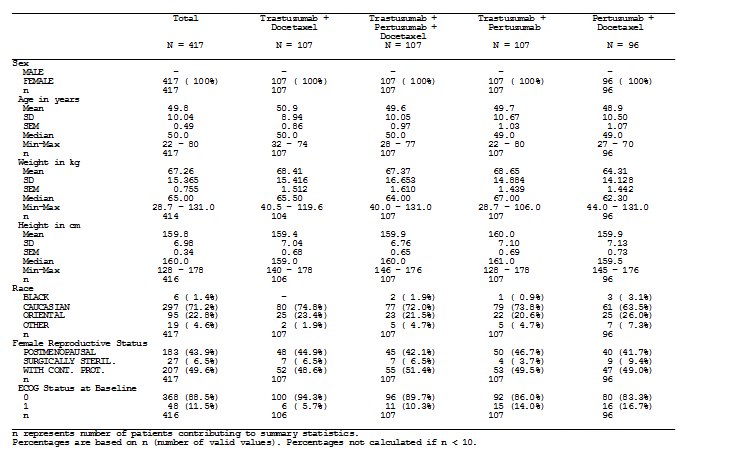 Total Trastuzumab + Trastuzumab + Trastuzumab + Pertuzumab +
Docetaxel Pertuzumab + Pertuzumab Docetaxel
Docetaxel
N = 417 N = 107 N = 107 N = 107 N = 96
Sex
MALE - - - - -
FEMALE 417 ( 100%) 107 ( 100%) 107 ( 100%) 107 ( 100%) 96 ( 100%)
n 417 107 107 107 96
Age in years
Mean 49.8 50.9 49.6 49.7 48.9
SD 10.04 8.94 10.05 10.67 10.50
SEM 0.49 0.86 0.97 1.03 1.07
Median 50.0 50.0 50.0 49.0 49.0
Min-Max 22 - 80 32 - 74 28 - 77 22 - 80 27 - 70
n 417 107 107 107 96
Weight in kg
Mean 67.26 68.41 67.37 68.65 64.31
SD 15.365 15.416 16.653 14.884 14.128
SEM 0.755 1.512 1.610 1.439 1.442
Median 65.00 65.50 64.00 67.00 62.30
Min-Max 28.7 - 131.0 40.5 - 119.6 40.0 - 131.0 28.7 - 106.0 44.0 - 131.0
n 414 104 107 107 96
Height in cm
Mean 159.8 159.4 159.9 160.0 159.9
SD 6.98 7.04 6.76 7.10 7.13
SEM 0.34 0.68 0.65 0.69 0.73
Median 160.0 159.0 160.0 161.0 159.5
Min-Max 128 - 178 140 - 178 146 - 176 128 - 178 145 - 176
n 416 106 107 107 96
Race
BLACK 6 ( 1.4%) - 2 ( 1.9%) 1 ( 0.9%) 3 ( 3.1%)
CAUCASIAN 297 (71.2%) 80 (74.8%) 77 (72.0%) 79 (73.8%) 61 (63.5%)
ORIENTAL 95 (22.8%) 25 (23.4%) 23 (21.5%) 22 (20.6%) 25 (26.0%)
OTHER 19 ( 4.6%) 2 ( 1.9%) 5 ( 4.7%) 5 ( 4.7%) 7 ( 7.3%)
n 417 107 107 107 96
Female Reproductive Status
POSTMENOPAUSAL 183 (43.9%) 48 (44.9%) 45 (42.1%) 50 (46.7%) 40 (41.7%)
SURGICALLY STERIL. 27 ( 6.5%) 7 ( 6.5%) 7 ( 6.5%) 4 ( 3.7%) 9 ( 9.4%)
WITH CONT. PROT. 207 (49.6%) 52 (48.6%) 55 (51.4%) 53 (49.5%) 47 (49.0%)
n 417 107 107 107 96
ECOG Status at Baseline
0 368 (88.5%) 100 (94.3%) 96 (89.7%) 92 (86.0%) 80 (83.3%)
1 48 (11.5%) 6 ( 5.7%) 11 (10.3%) 15 (14.0%) 16 (16.7%)
n 416 106 107 107 96
n represents number of patients contributing to summary statistics.
Percentages are based on n (number of valid values). Percentages not calculated if n < 10.